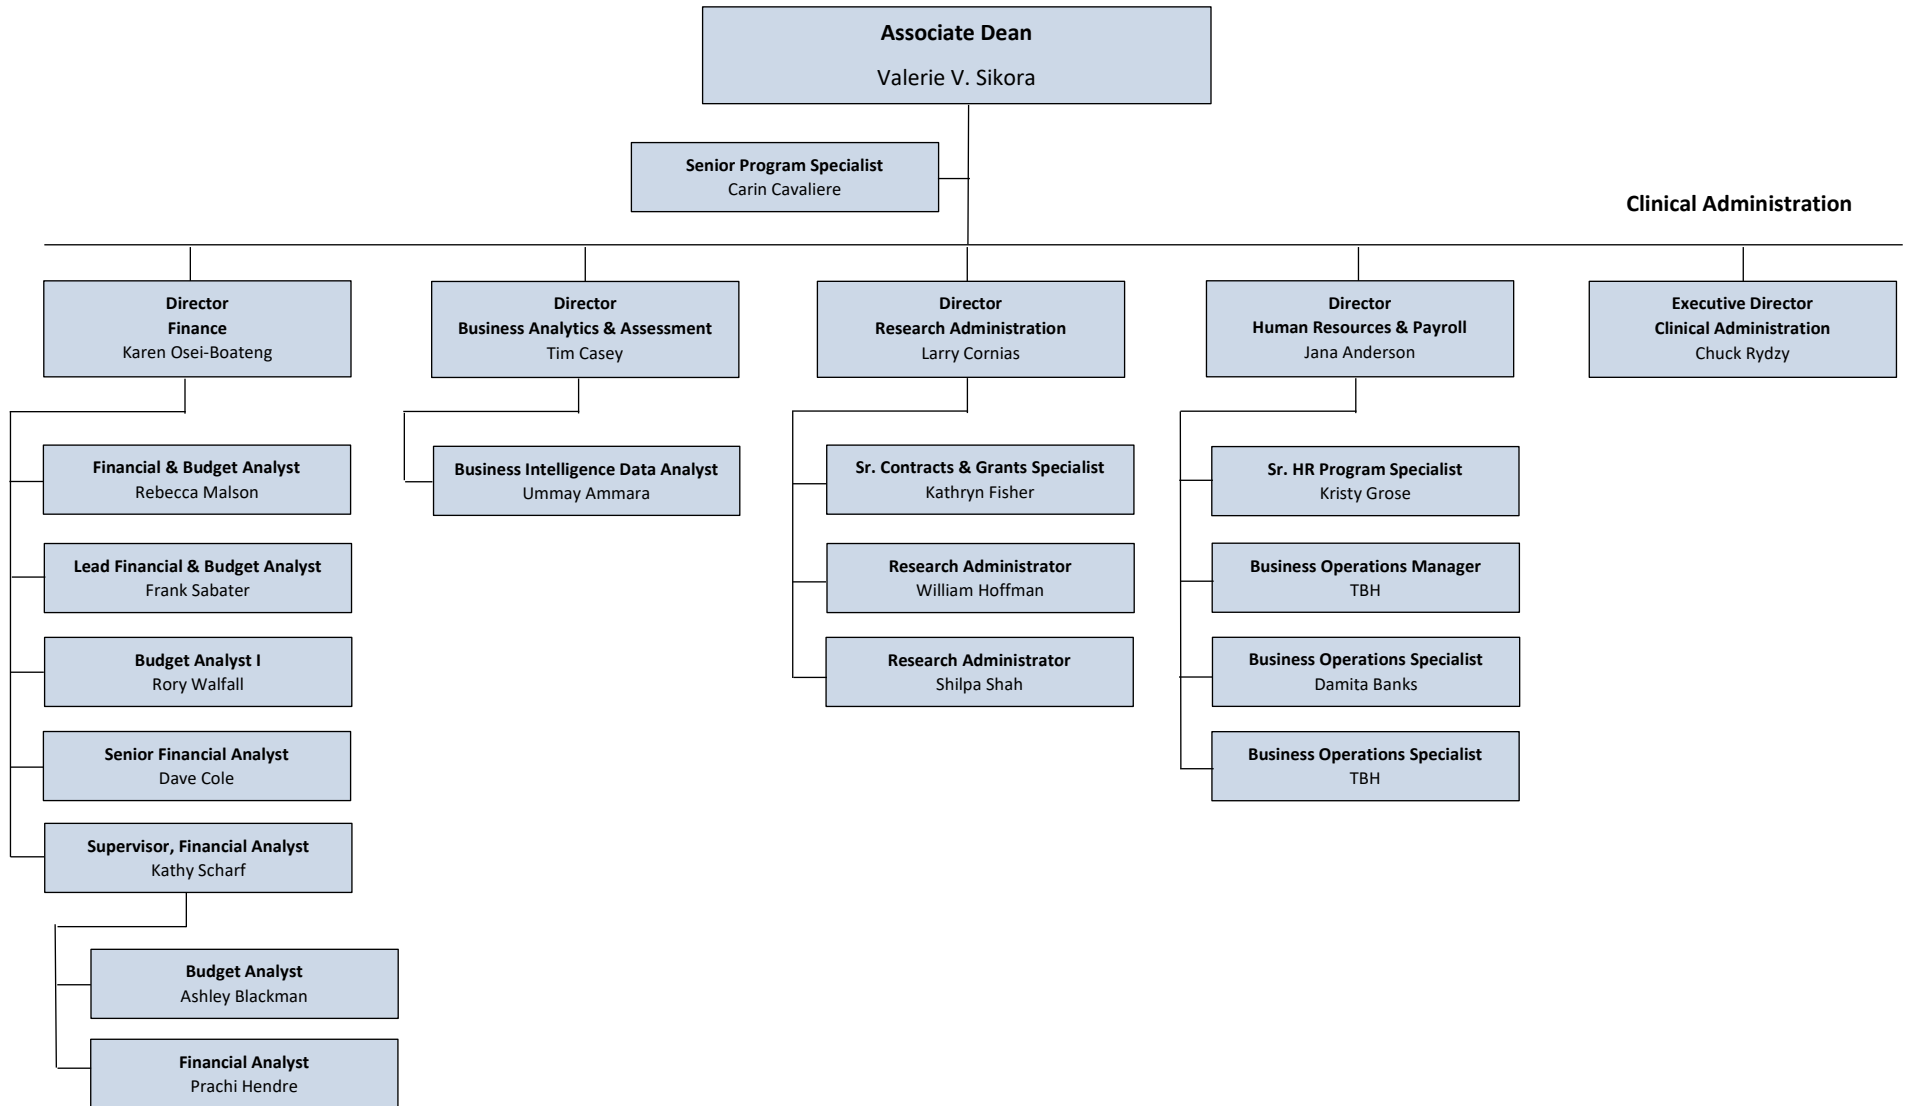 Associate Dean
Valerie V. Sikora
Senior Program Specialist
Carin Cavaliere
Clinical Administration
Director
Finance
Karen Osei-Boateng
Director
Business Analytics & Assessment
Tim Casey
Director
Research Administration
Larry Cornias
Director
Human Resources & Payroll
Jana Anderson
Executive Director
Clinical Administration
Chuck Rydzy
Financial & Budget Analyst
Rebecca Malson
Lead Financial & Budget Analyst
Frank Sabater
Budget Analyst I
Rory Walfall
Senior Financial Analyst
Dave Cole
Supervisor, Financial Analyst
Kathy Scharf
Budget Analyst
Ashley Blackman
Financial Analyst
Prachi Hendre
Business Intelligence Data Analyst
Ummay Ammara
Sr. Contracts & Grants Specialist
Kathryn Fisher
Research Administrator
William Hoffman
Research Administrator
Shilpa Shah
Sr. HR Program Specialist
Kristy Grose
Business Operations Manager
TBH
Business Operations Specialist
Damita Banks
Business Operations Specialist
TBH